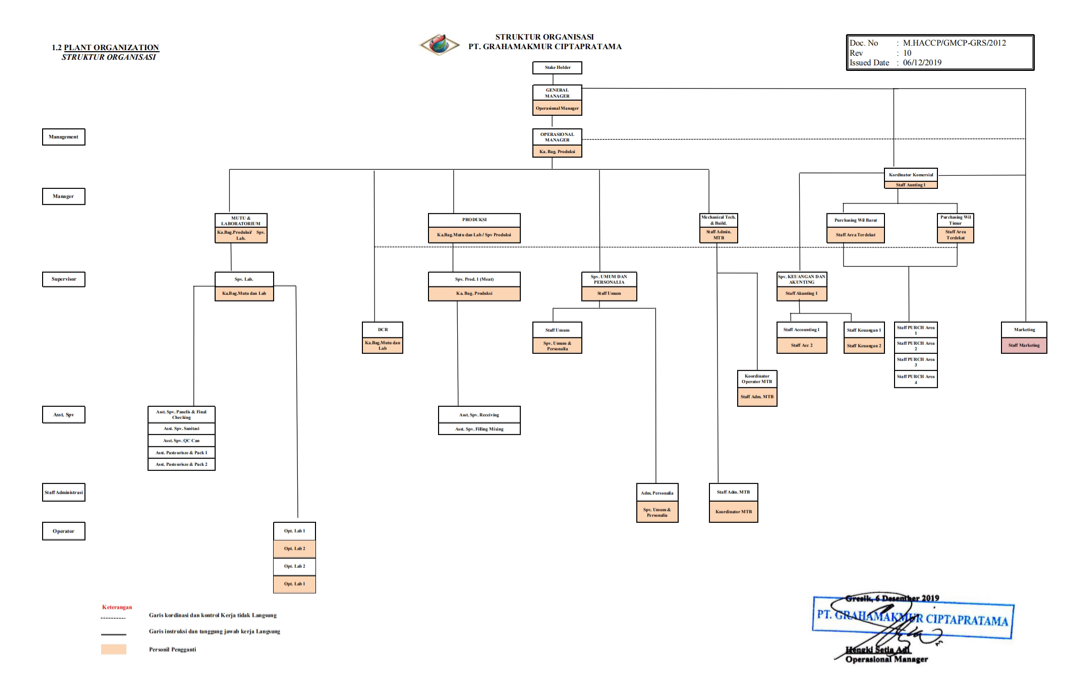 1.2 PLANT ORGANIZATION
STRUKTUR ORGANISASI
STRUKTUR ORGANISASI
PT. GRAHAMAKMUR CIPTAPRATAMA
Doc. No : M.HACCP/GMCP-GRS/2012
Rev : 10
Issued Date : 06/12/2019
Stake Holder
GENERAL
MANAGER
Operasional Manager
Management
OPERASIONAL
MANAGER
Ka. Bag. Produksi
Kordinator Komersial
Staff Aunting I
Manager
MUTU &
LABORATORIUM
Ka.Bag.Produksi/ Spv.
Lab.
PRODUKSI
Ka.Bag.Mutu dan Lab / Spv Produksi
Mechanical Tech.
& Build.
Staff Admin.
MTB
Purchasing Wil Barat
Staff Area Terdekat
Purchasing Wil
Timur
Staff Area
Terdekat
Supervisor
Spv. Lab.
Ka.Bag.Mutu dan Lab
Spv. Prod. I (Meat)
Ka. Bag. Produksi
Spv. UMUM DAN
PERSONALIA
Staff Umum
Spv. KEUANGAN DAN
AKUNTING
Staff Akunting 1
DCR
Ka.Bag.Mutu dan
Lab
Staff Umum
Spv. Umum &
Personalia
Staff Accounting I
Staff Acc 2
Staff Keuangan 1
Staff Keuangan 2
Staff PURCH Area
1
Staff PURCH Area
2
Staff PURCH Area
3
Staff PURCH Area
4
Marketing
Staff Marketing
Koordinator
Operator MTB
Staff Adm. MTB
Asst. Spv
Asst. Spv. Panelis & Final
Checking
Asst. Spv. Sanitasi
Asst. Spv. QC Can
Asst. Pasteurisas & Pack 1
Asst. Pasteurisas & Pack 2
Asst. Spv. Receiving
Asst. Spv. Filling Mixing
Staff Administrasi
Adm. Personalia
Spv. Umum &
Personalia
Staff Adm. MTB
Koordinator MTB
Operator
Opt. Lab 1
Opt. Lab 2
Opt. Lab 2
Opt. Lab 1
Keterangan
Garis kordinasi dan kontrol Kerja tidak Langsung
Garis instruksi dan tanggung jawab kerja Langsung
Personil Pengganti
Gresik, 6 Desember 2019
PT. GRAHAMAKMUR CIPTAPRATAMA
Hengki Setia Adi
Operasional Manager